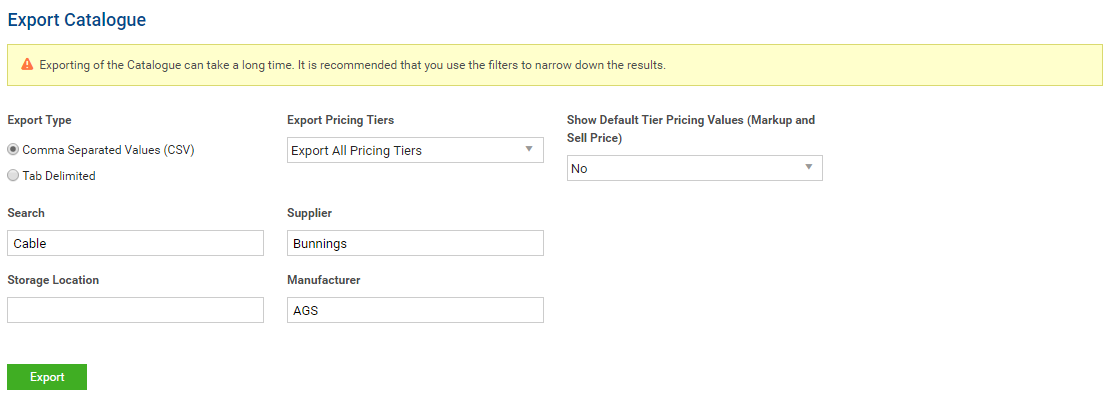 Export Catalogue
Exporting of the Catalogue can take a long time. It is recommended that you use the filters to narrow down the results.
Export Type
Comma Separated Values (CSV)
Tab Delimited
Export Pricing Tiers
Export All Pricing Tiers
Show Default Tier Pricing Values (Markup and
Sell Price)
No
Search
Cable
Supplier
Bunnings
Storage Location
Manufacturer
AGS
Export